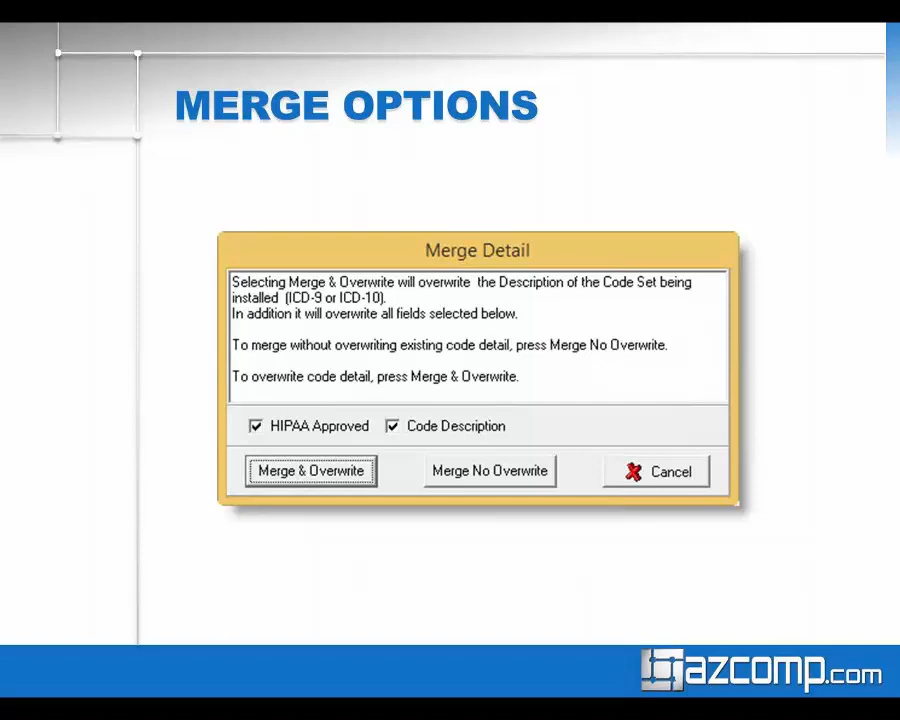 MERGE OPTIONS
Merge Detail
Selecting Merge & Overwrite will overwrite  the Description of the Code Set being
installed  (ICD-9 or ICD-10).
In addition it will overwrite all fields selected below.
To merge without overwriting existing code detail, press Merge No Overwrite.
To overwrite code detail, press Merge & Overwrite.
HIPAA Approved Code Description
Merge & Overwrite Merge No Overwrite Cancel
azcomp.com